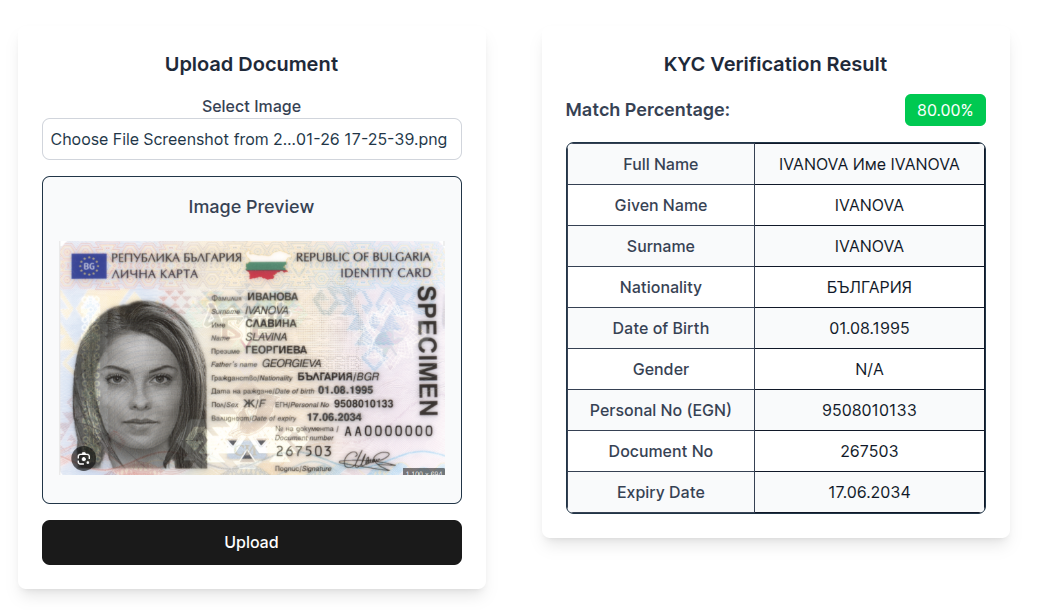 Upload Document
Select Image
Choose File Screenshot from 2...01-26 17-25-39.png
Image Preview
BG
РЕПУБЛИКА БЪЛГАРИЯ REPUBLIC OF BULGARIA
ЛИЧНА КАРТА IDENTITY CARD
Фамилия ИВАНОВА
Surname IVANOVA
Име СЛАВИНА
Name SLAVINA
Презиме ГЕОРГИЕВА
Father's name GEORGIEVA
Гражданство/Nationality БЪЛГАРИЯ/BGR
Дата на раждане/Date of birth 01.08.1995
Пол/Sex Ж/F ЕГН/Personal No 9508010133
Валидност/Date of expiry 17.06.2034
№ на документа / AA0000000
Document number
267503
Подпис/Signature
SPECIMEN
Upload
KYC Verification Result
Match Percentage: 80.00%
Full Name IVANOVA Име IVANOVA
Given Name IVANOVA
Surname IVANOVA
Nationality БЪЛГАРИЯ
Date of Birth 01.08.1995
Gender N/A
Personal No (EGN) 9508010133
Document No 267503
Expiry Date 17.06.2034